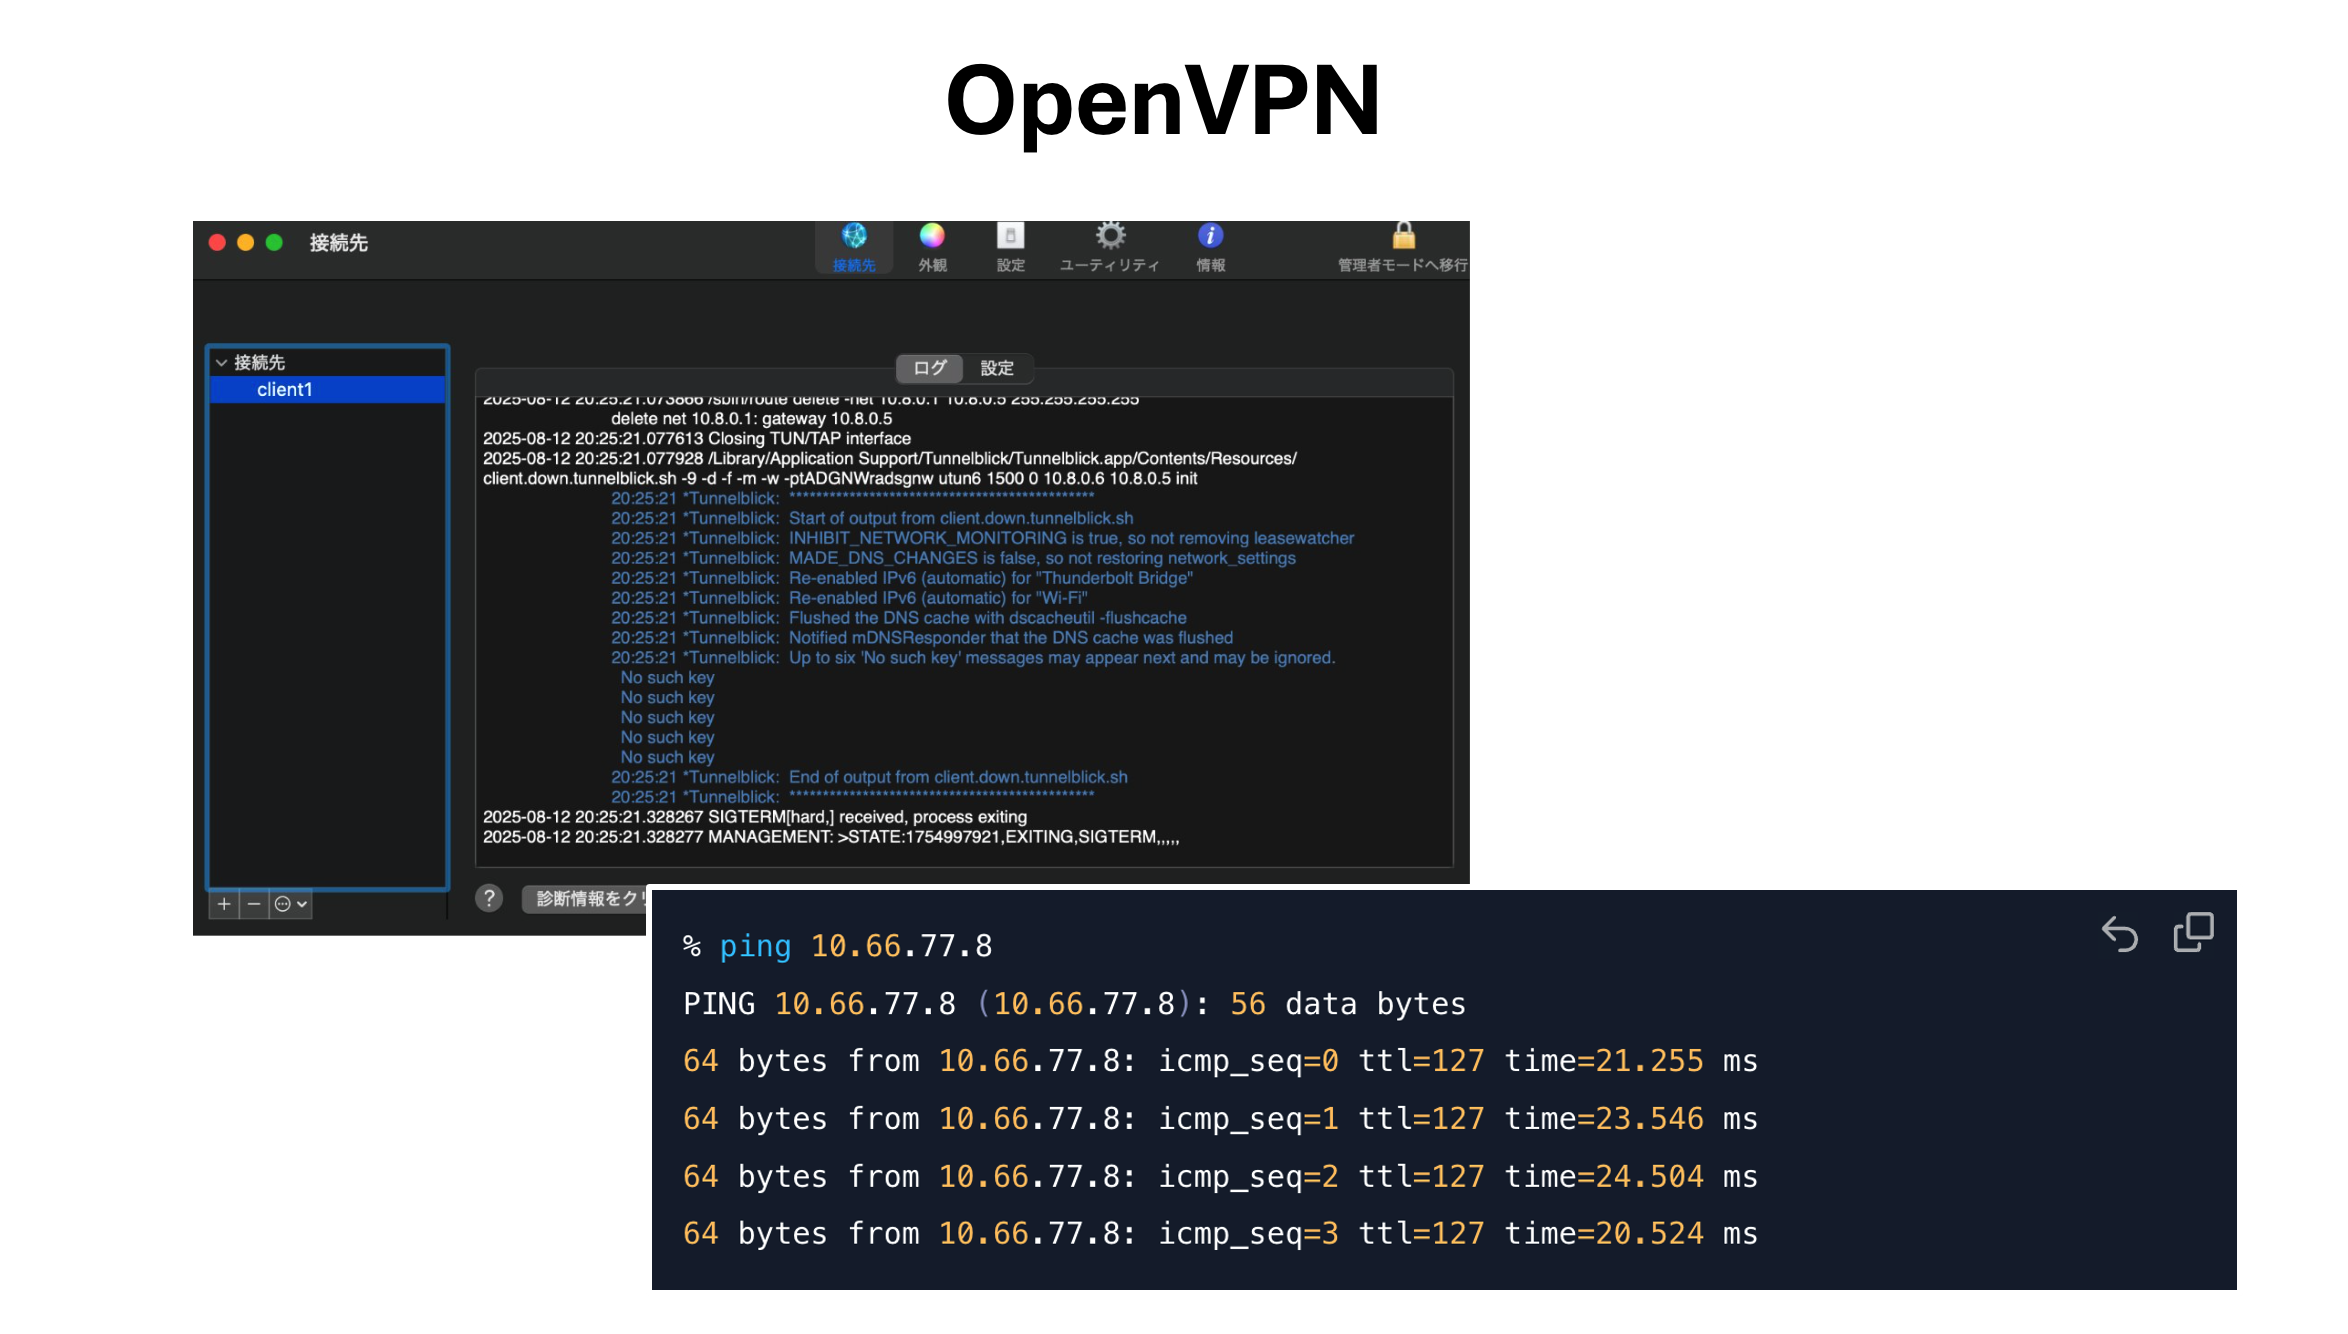 OpenVPN
接続先
接続先
外観
設定
ユーティリティ
情報
管理者モードへ移行
接続先
client1
ログ
設定
2025-08-12 20:25:21.073866 /sbin/route delete -net 10.8.0.1 10.8.0.5 255.255.255.255
delete net 10.8.0.1: gateway 10.8.0.5
2025-08-12 20:25:21.077613 Closing TUN/TAP interface
2025-08-12 20:25:21.077928 /Library/Application Support/Tunnelblick/Tunnelblick.app/Contents/Resources/
client.down.tunnelblick.sh -9 -d -f -m -w -ptADGNWradsgnw utun6 1500 0 10.8.0.6 10.8.0.5 init
20:25:21 *Tunnelblick: **********************************************
20:25:21 *Tunnelblick: Start of output from client.down.tunnelblick.sh
20:25:21 *Tunnelblick: INHIBIT_NETWORK_MONITORING is true, so not removing leasewatcher
20:25:21 *Tunnelblick: MADE_DNS_CHANGES is false, so not restoring network_settings
20:25:21 *Tunnelblick: Re-enabled IPv6 (automatic) for "Thunderbolt Bridge"
20:25:21 *Tunnelblick: Re-enabled IPv6 (automatic) for "Wi-Fi"
20:25:21 *Tunnelblick: Flushed the DNS cache with dscacheutil -flushcache
20:25:21 *Tunnelblick: Notified mDNSResponder that the DNS cache was flushed
20:25:21 *Tunnelblick: Up to six 'No such key' messages may appear next and may be ignored.
No such key
No such key
No such key
No such key
No such key
20:25:21 *Tunnelblick: End of output from client.down.tunnelblick.sh
20:25:21 *Tunnelblick: **********************************************
2025-08-12 20:25:21.328267 SIGTERM[hard,] received, process exiting
2025-08-12 20:25:21.328277 MANAGEMENT: >STATE:1754997921,EXITING,SIGTERM,,,,,
? 診断情報をク
% ping 10.66.77.8
PING 10.66.77.8 (10.66.77.8): 56 data bytes
64 bytes from 10.66.77.8: icmp_seq=0 ttl=127 time=21.255 ms
64 bytes from 10.66.77.8: icmp_seq=1 ttl=127 time=23.546 ms
64 bytes from 10.66.77.8: icmp_seq=2 ttl=127 time=24.504 ms
64 bytes from 10.66.77.8: icmp_seq=3 ttl=127 time=20.524 ms